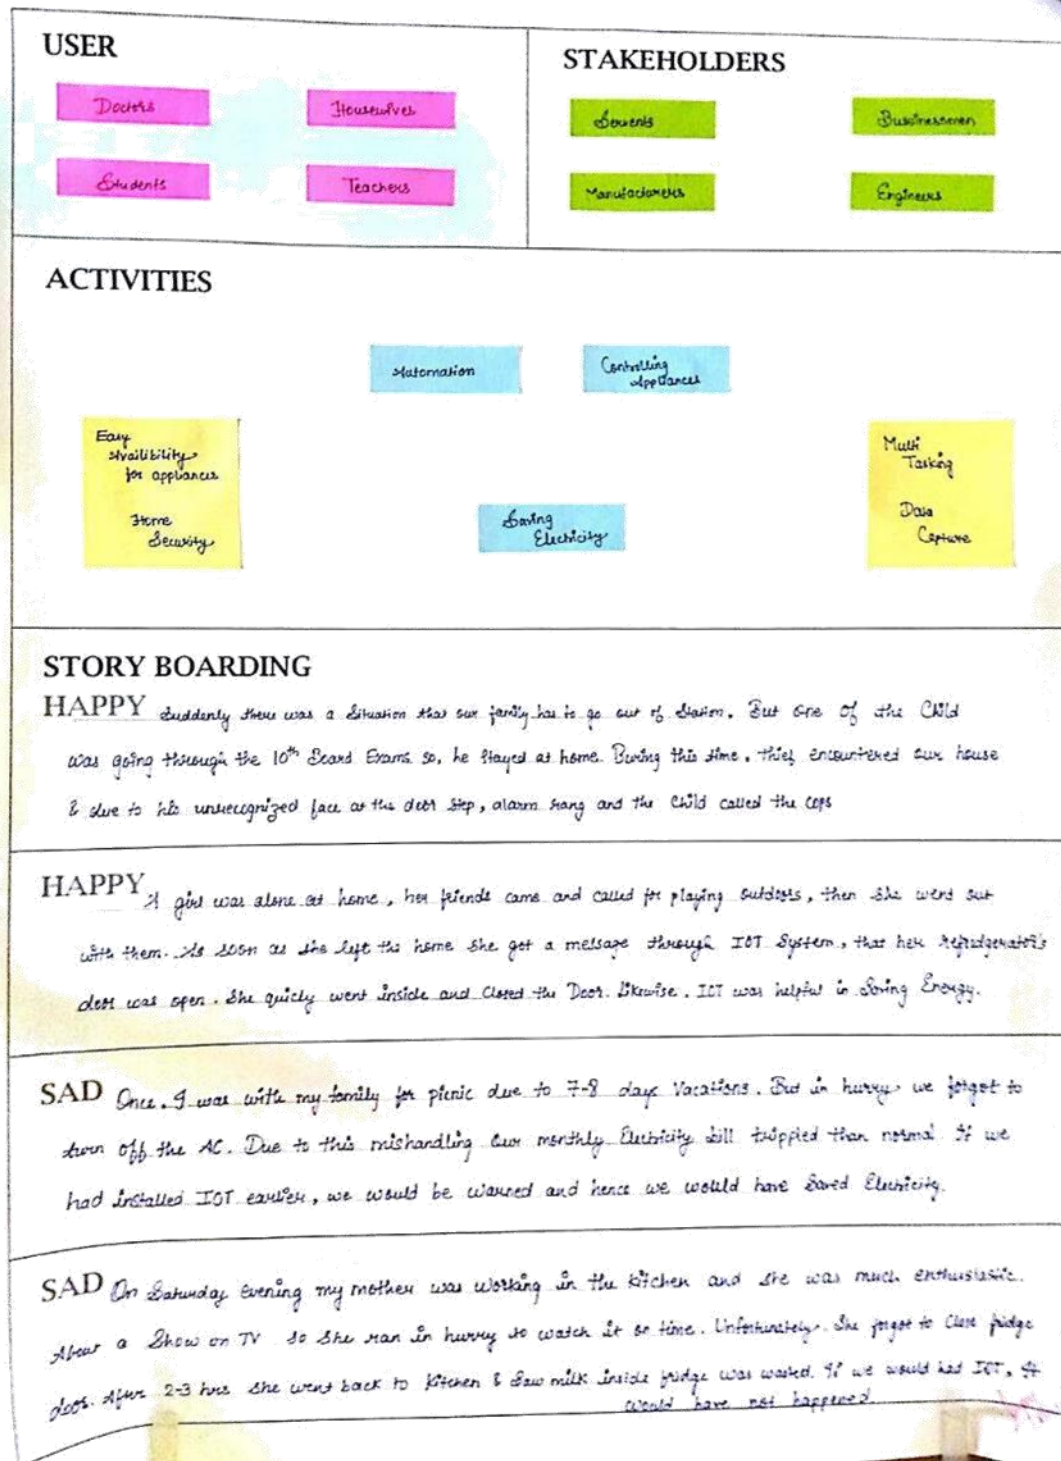 USER
Doctors
Housewives
Students
Teachers
STAKEHOLDERS
Servents
Bussinessmen
Manufacturers
Engineers
ACTIVITIES
Automation
Controlling
Appliances
Easy
Availibility
for appliances
Home
Security
Saving
Electricity
Multi
Tasking
Data
Capture
STORY BOARDING
HAPPY Suddenly there was a Situation that our family has to go out of Station. But one of the Child
was going through the 10th Board Exams. so, he Stayed at home. During this time, thief encountered our house
& due to his unrecognized face at the door step, alarm rang and the Child called the cops
HAPPY A girl was alone at home, her friends came and called for playing outdoors, then she went out
with them. As soon as she left the home she got a message through IOT System, that her Refridgerator's
door was open. She quicly went inside and Closed the Door. Likewise, IOT was helpful in Saving Energy.
SAD Once, I was with my family for picnic due to 7-8 days Vacations. But in hurry we forgot to
turn off the AC. Due to this mishandling our monthly Electricity bill trippled than normal. If we
had installed IOT earlier, we would be warned and hence we would have Saved Electricity.
SAD On Saturday evening my mother was working in the Kitchen and she was much enthusiastic
About a Show on TV so She ran in hurry to watch it on time. Unfortunately, She forgot to Close fridge
door. After 2-3 hrs she went back to Kitchen & Saw milk inside fridge was wasted. If we would had IOT, It
would have not happened.